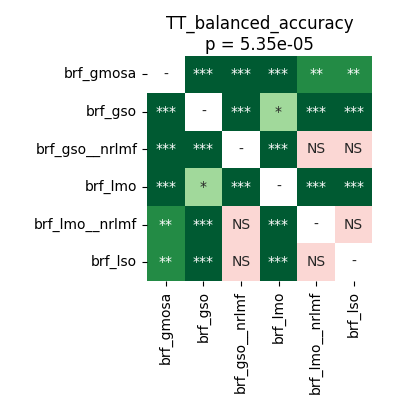 TT_balanced_accuracy
p = 5.35e-05
brf_gmosa - *** *** *** ** **
brf_gso *** - *** * *** ***
brf_gso__nrlmf *** *** - *** NS NS
brf_lmo *** * *** - *** ***
brf_lmo__nrlmf ** *** NS *** - NS
brf_lso ** *** NS *** NS -
brf_gmosa
brf_gso
brf_gso__nrlmf
brf_lmo
brf_lmo__nrlmf
brf_lso